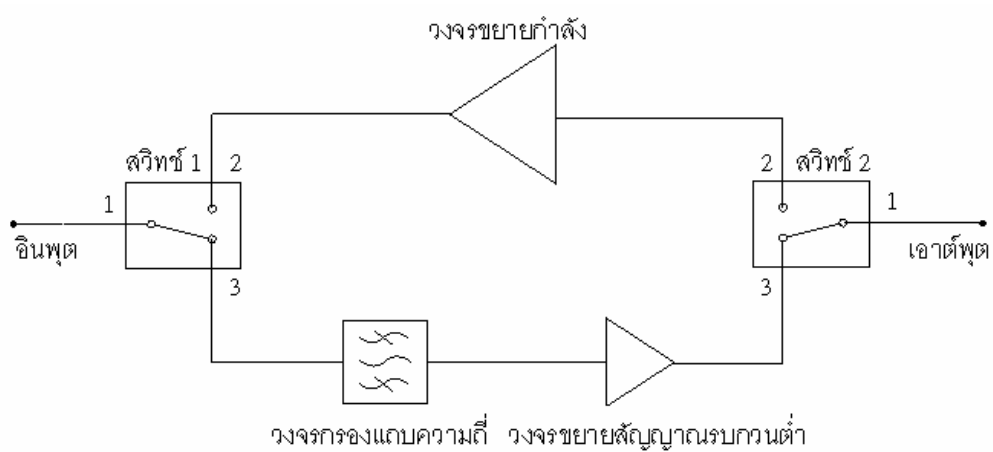 วงจรขยายกำลัง
สวิทช์ 1 2
2 สวิทช์ 2
1
1
อินพุต
เอาต์พุต
3
3
วงจรกรองแถบความถี่ วงจรขยายสัญญาณรบกวนต่ำ